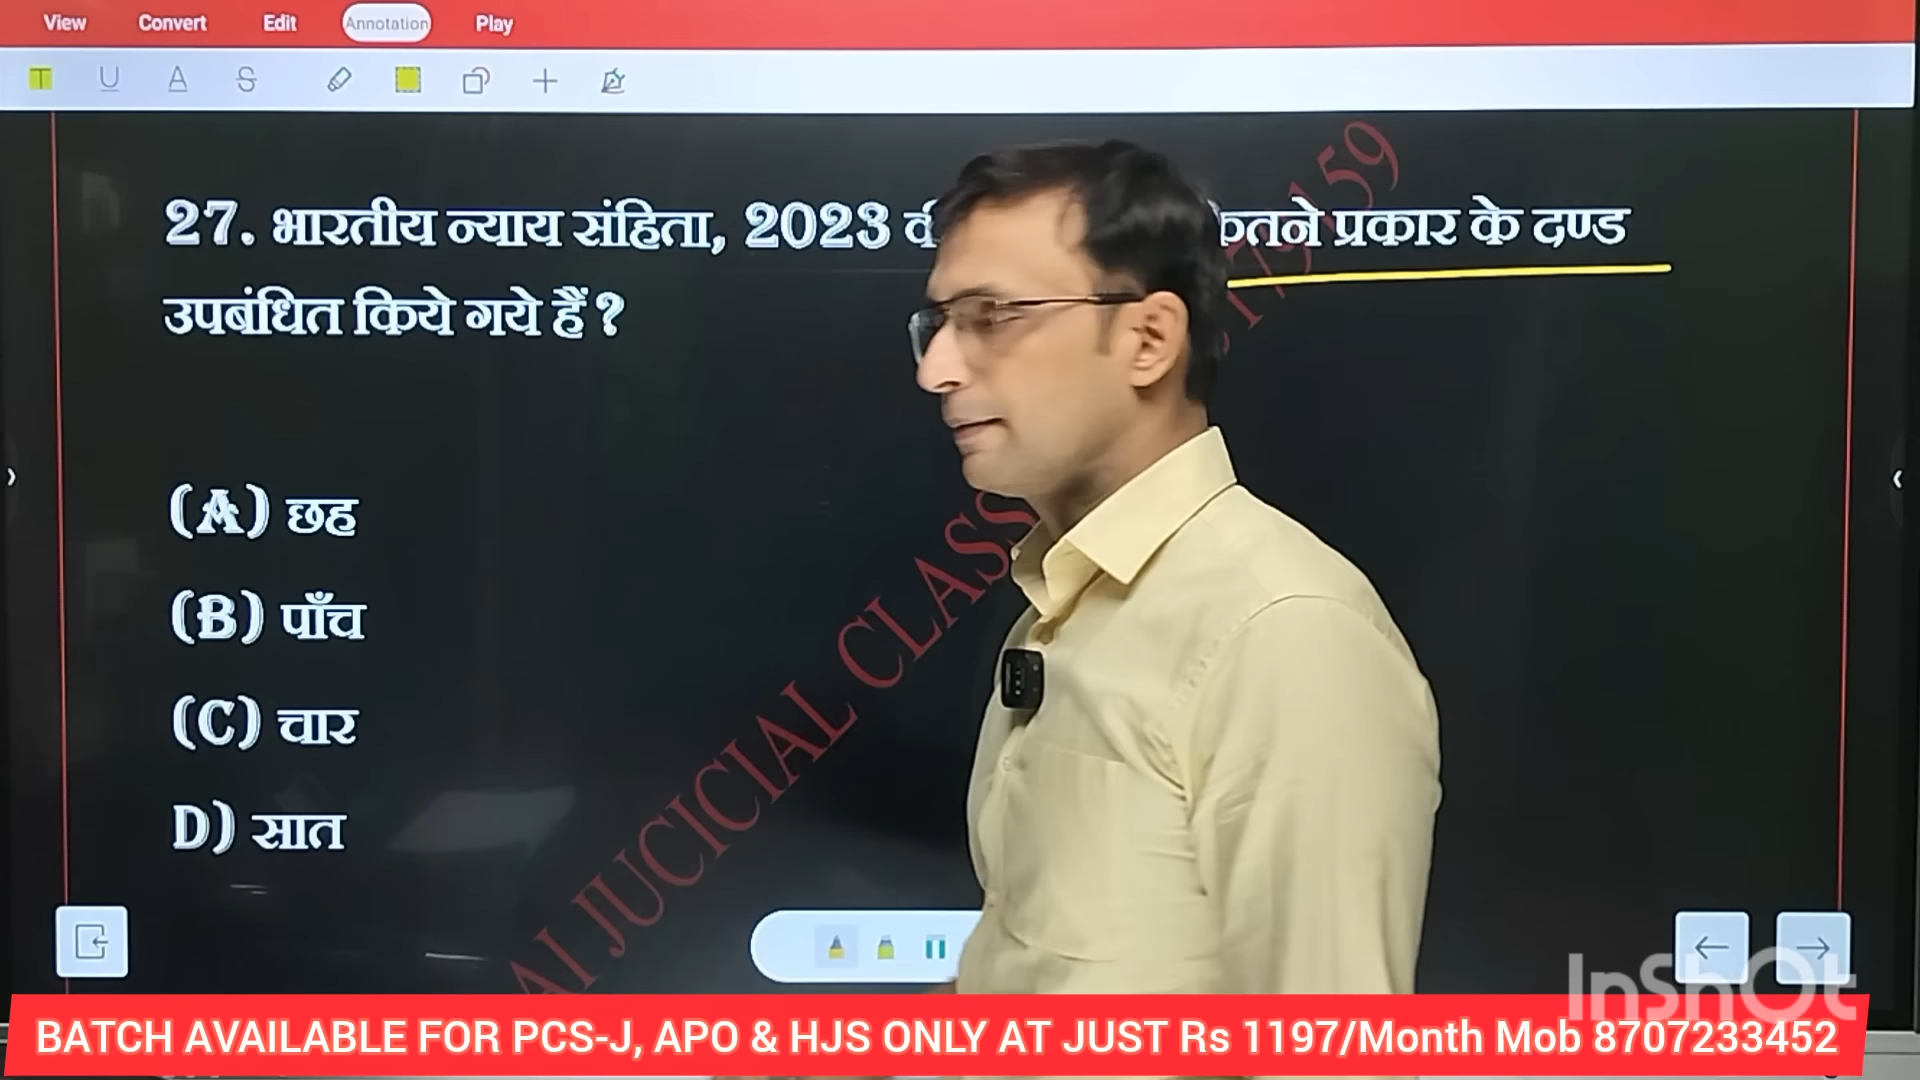 View Convert Edit Annotation Play
T U A S
27. भारतीय न्याय संहिता, 2023 प्रकार के दण्ड
उपबंधित किये गये हैं ?
(A) छह
(B) पाँच
(C) चार
D) सात
AI JUCICIAL CLASS
159
InShOt
BATCH AVAILABLE FOR PCS-J, APO & HJS ONLY AT JUST Rs 1197/Month Mob 8707233452